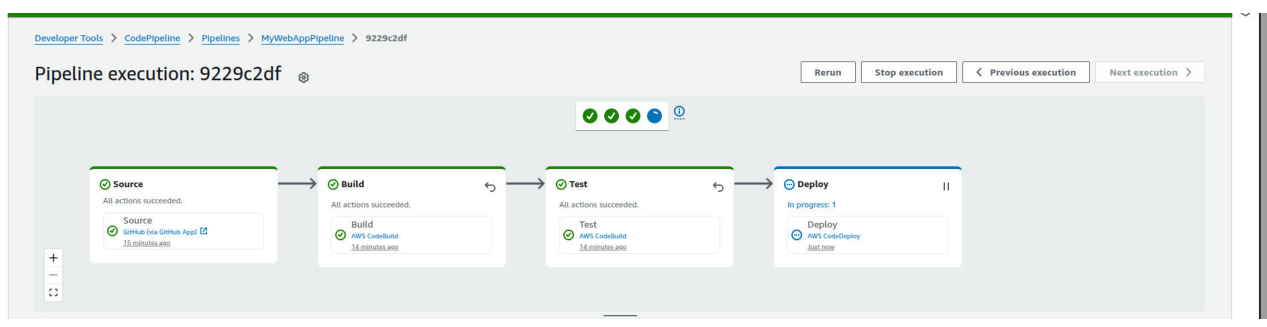 Developer Tools > CodePipeline > Pipelines > MyWebAppPipeline > 9229c2df
Pipeline execution: 9229c2df
Rerun
Stop execution
Previous execution
Next execution
Source
All actions succeeded.
Source
GitHub (via GitHub App)
15 minutes ago
Build
All actions succeeded.
Build
AWS CodeBuild
14 minutes ago
Test
All actions succeeded.
Test
AWS CodeBuild
14 minutes ago
Deploy
In progress: 1
Deploy
AWS CodeDeploy
Just now